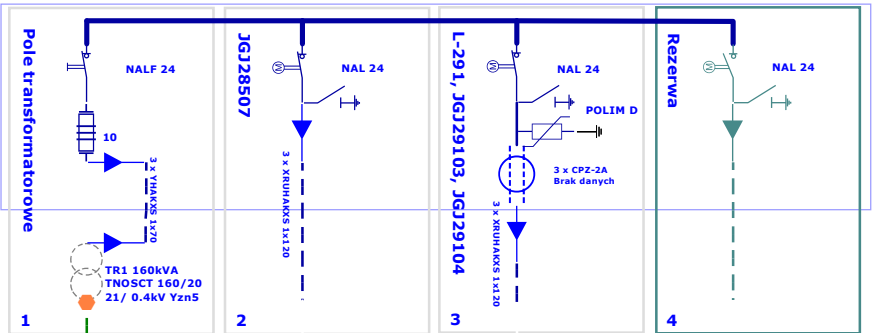 Pole transformatorowe
NALF 24
10
3 x YHAKXS 1x70
TR1 160kVA
TNOSCT 160/20
21/ 0.4kV Yzn5
1
JGJ28507
M
NAL 24
3 x XRUHAKXS 1x120
2
L-291, JGJ29103, JGJ29104
M
NAL 24
POLIM D
3 x CPZ-2A
Brak danych
3 x XRUHAKXS 1x120
3
Rezerwa
M
NAL 24
4